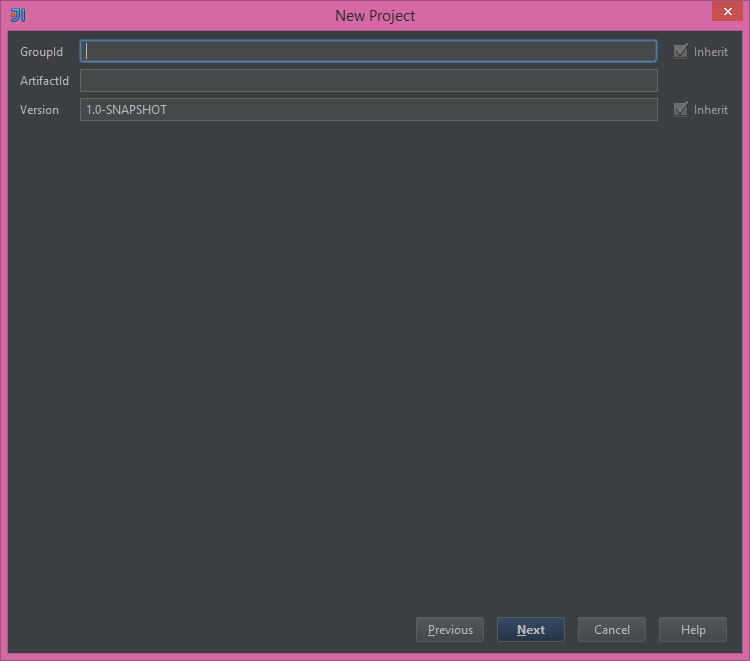 New Project
GroupId Inherit
ArtifactId
Version 1.0-SNAPSHOT Inherit
Previous Next Cancel Help